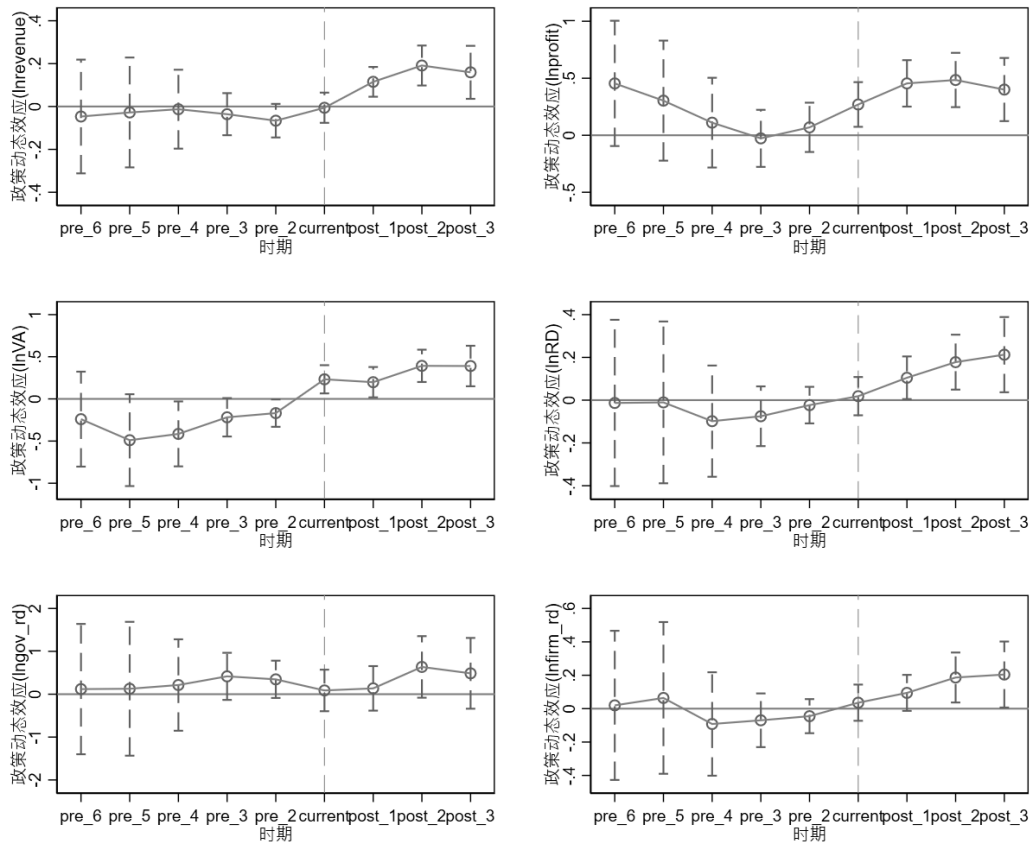 政策动态效应(lnrevenue)
.4
.2
0
-.2
-.4
pre_6 pre_5 pre_4 pre_3 pre_2 current post_1 post_2 post_3
时期
政策动态效应(lnprofit)
1
.5
0
-.5
pre_6 pre_5 pre_4 pre_3 pre_2 current post_1 post_2 post_3
时期
政策动态效应(lnVA)
1
.5
0
-.5
-1
pre_6 pre_5 pre_4 pre_3 pre_2 current post_1 post_2 post_3
时期
政策动态效应(lnRD)
.4
.2
0
-.2
-.4
pre_6 pre_5 pre_4 pre_3 pre_2 current post_1 post_2 post_3
时期
政策动态效应(lngov_rd)
2
1
0
-1
-2
pre_6 pre_5 pre_4 pre_3 pre_2 current post_1 post_2 post_3
时期
政策动态效应(lnfirm_rd)
.6
.4
.2
0
-.2
-.4
pre_6 pre_5 pre_4 pre_3 pre_2 current post_1 post_2 post_3
时期